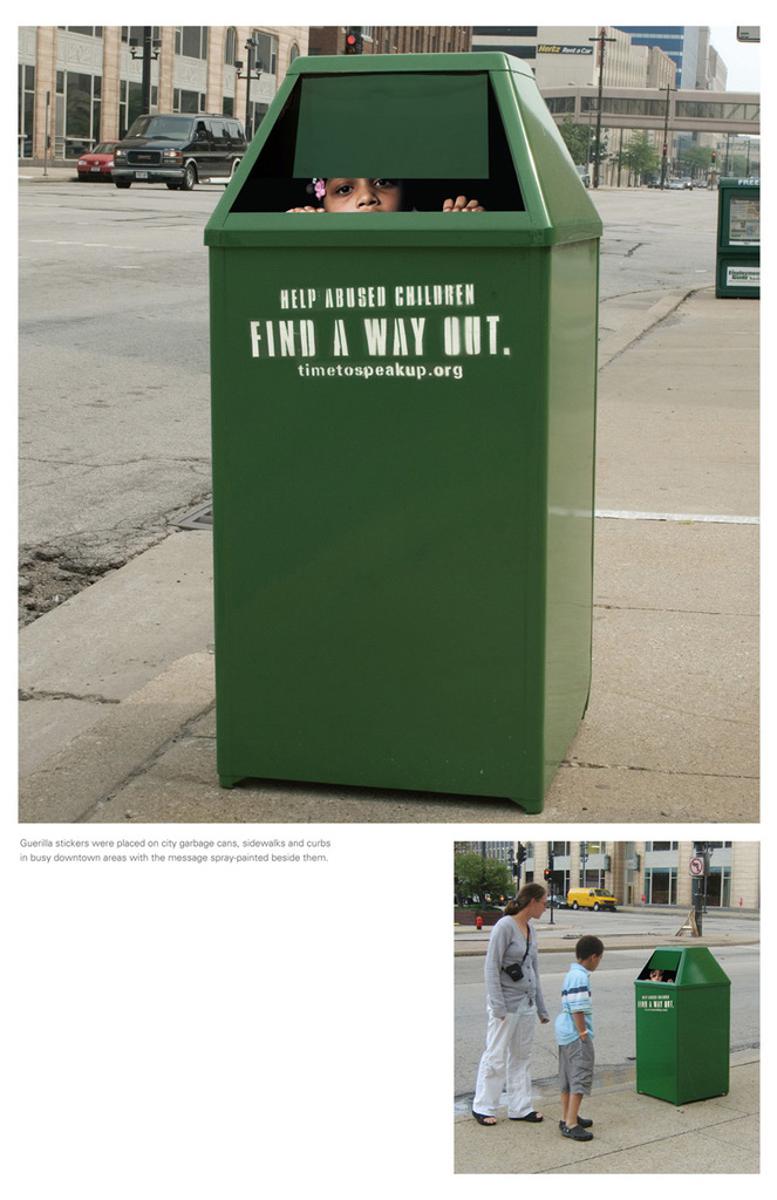 Hertz Rent a Car
FREE
HELP ABUSED CHILDREN
FIND A WAY OUT.
timetospeakup.org
Guerilla stickers were placed on city garbage cans, sidewalks and curbs
in busy downtown areas with the message spray-painted beside them.
HELP ABUSED CHILDREN
FIND A WAY OUT.